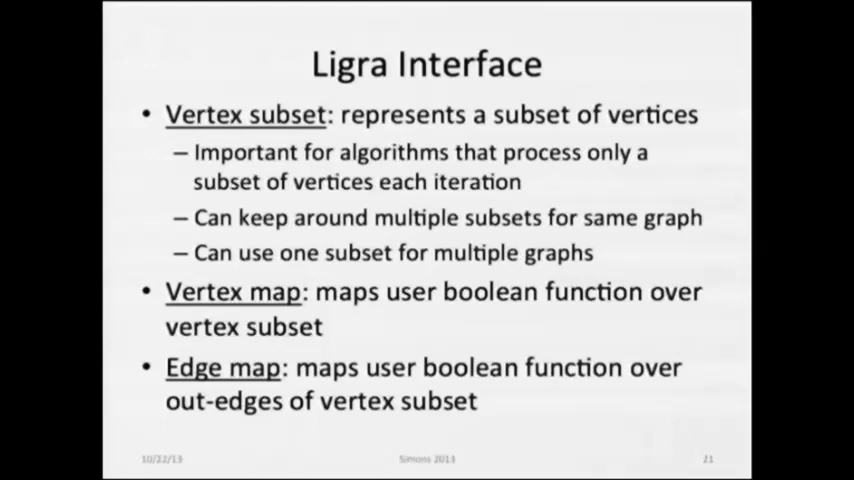 Ligra Interface
• Vertex subset: represents a subset of vertices
– Important for algorithms that process only a
subset of vertices each iteration
– Can keep around multiple subsets for same graph
– Can use one subset for multiple graphs
• Vertex map: maps user boolean function over
vertex subset
• Edge map: maps user boolean function over
out-edges of vertex subset
10/22/13 Simons 2013 21